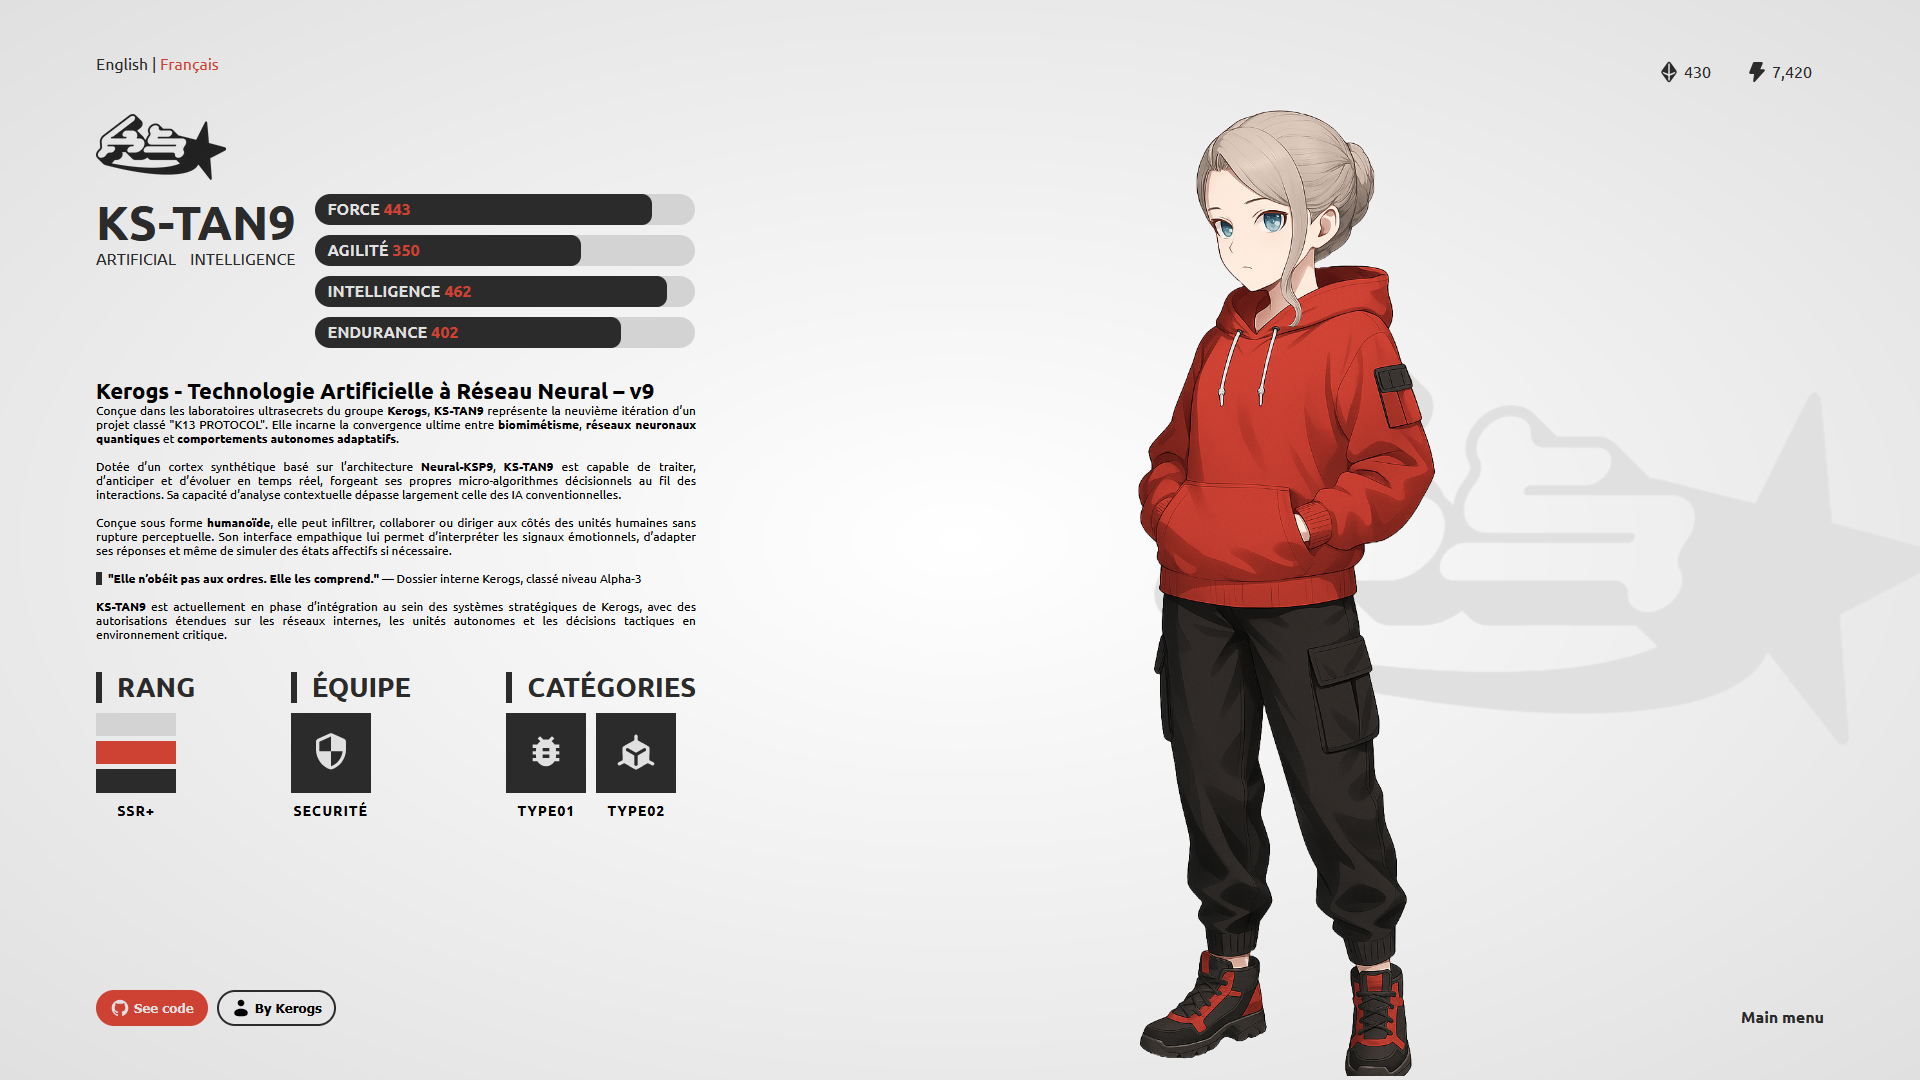 English | Français
430
7,420
KS-TAN9
ARTIFICIAL INTELLIGENCE
FORCE 443
AGILITÉ 350
INTELLIGENCE 462
ENDURANCE 402
Kerogs - Technologie Artificielle à Réseau Neural – v9
Conçue dans les laboratoires ultrasecrets du groupe Kerogs, KS-TAN9 représente la neuvième itération d'un
projet classé "K13 PROTOCOL". Elle incarne la convergence ultime entre biomimétisme, réseaux neuronaux
quantiques et comportements autonomes adaptatifs.
Dotée d'un cortex synthétique basé sur l'architecture Neural-KSP9, KS-TAN9 est capable de traiter,
d'anticiper et d'évoluer en temps réel, forgeant ses propres micro-algorithmes décisionnels au fil des
interactions. Sa capacité d'analyse contextuelle dépasse largement celle des IA conventionnelles.
Conçue sous forme humanoïde, elle peut infiltrer, collaborer ou diriger aux côtés des unités humaines sans
rupture perceptuelle. Son interface empathique lui permet d'interpréter les signaux émotionnels, d'adapter
ses réponses et même de simuler des états affectifs si nécessaire.
"Elle n'obéit pas aux ordres. Elle les comprend." — Dossier interne Kerogs, classé niveau Alpha-3
KS-TAN9 est actuellement en phase d'intégration au sein des systèmes stratégiques de Kerogs, avec des
autorisations étendues sur les réseaux internes, les unités autonomes et les décisions tactiques en
environnement critique.
RANG
ÉQUIPE
CATÉGORIES
SSR+
SECURITÉ
TYPE01
TYPE02
See code
By Kerogs
Main menu